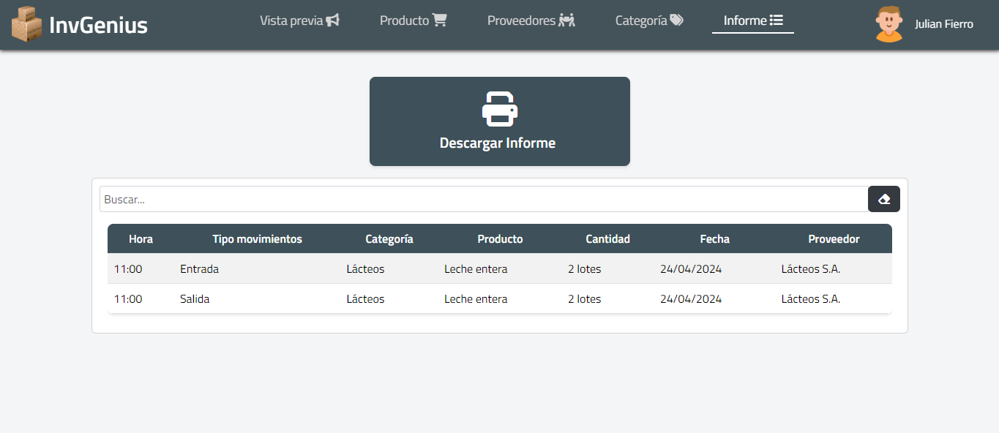 InvGenius
Vista previa
Producto
Proveedores
Categoría
Informe
Julian Fierro
Descargar Informe
Buscar...
Hora Tipo movimientos Categoría Producto Cantidad Fecha Proveedor
11:00 Entrada Lácteos Leche entera 2 lotes 24/04/2024 Lácteos S.A.
11:00 Salida Lácteos Leche entera 2 lotes 24/04/2024 Lácteos S.A.